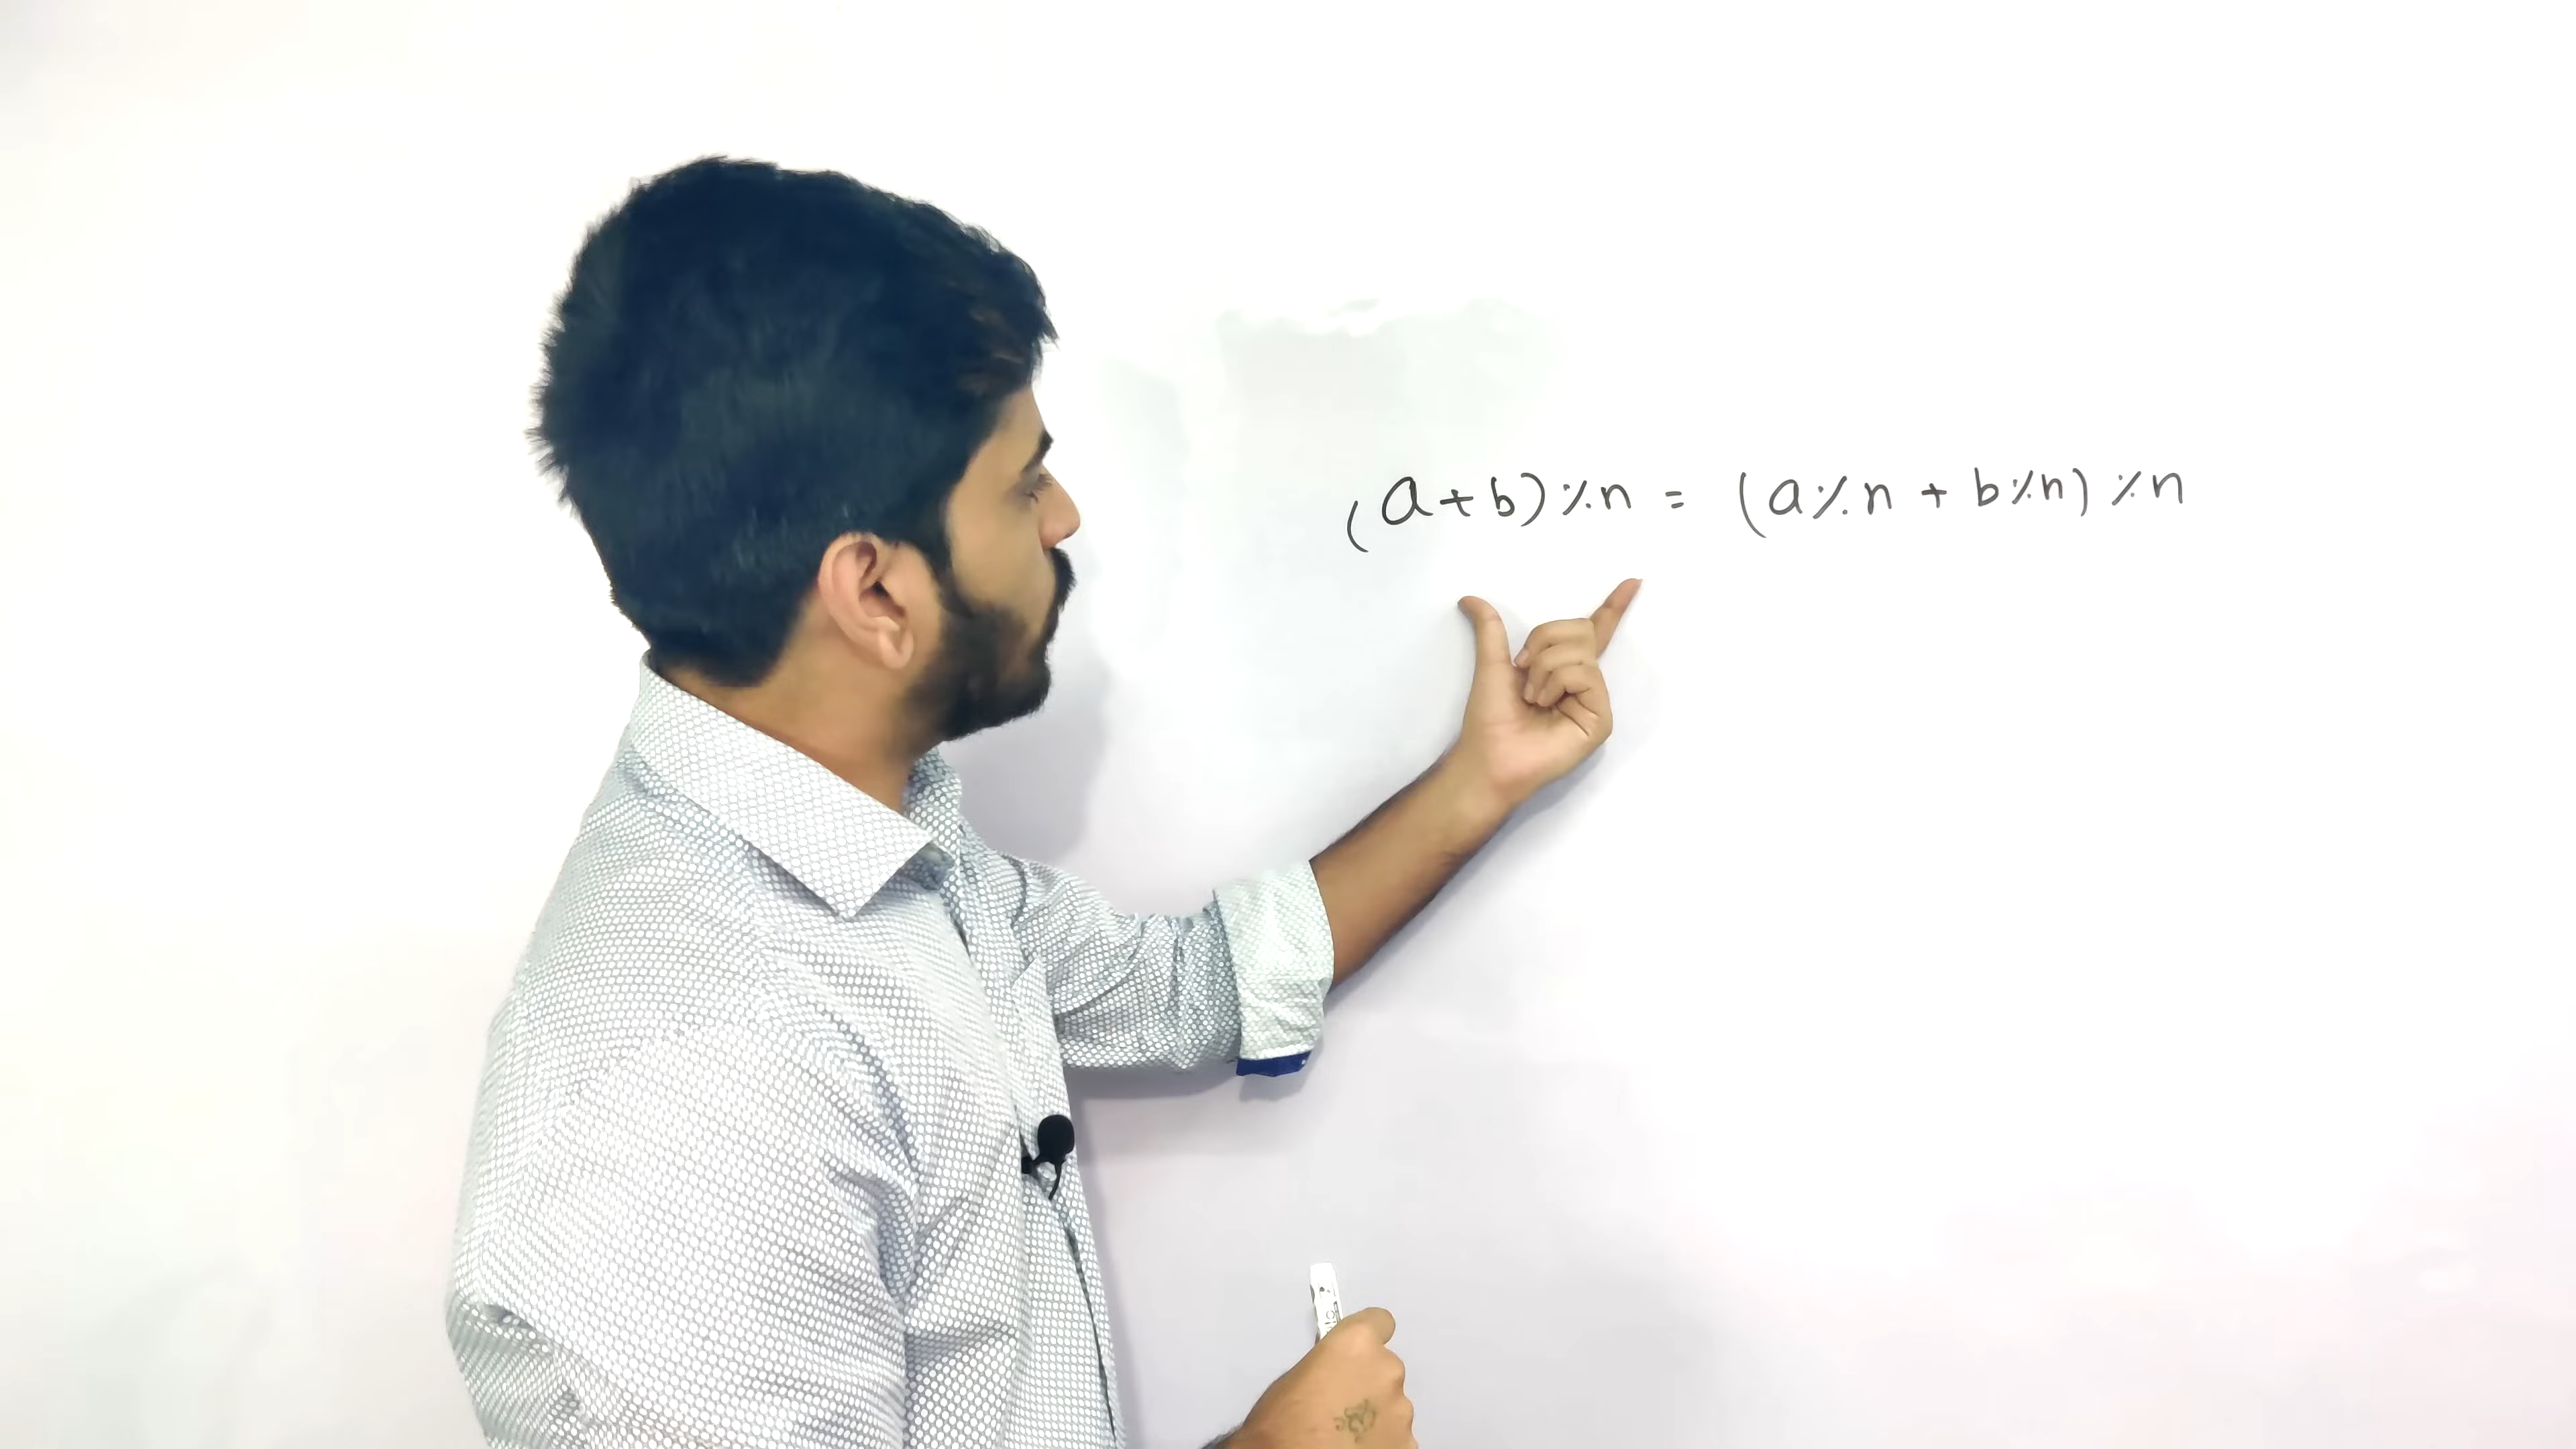 (a+b)%n = (a%n + b%n)%n